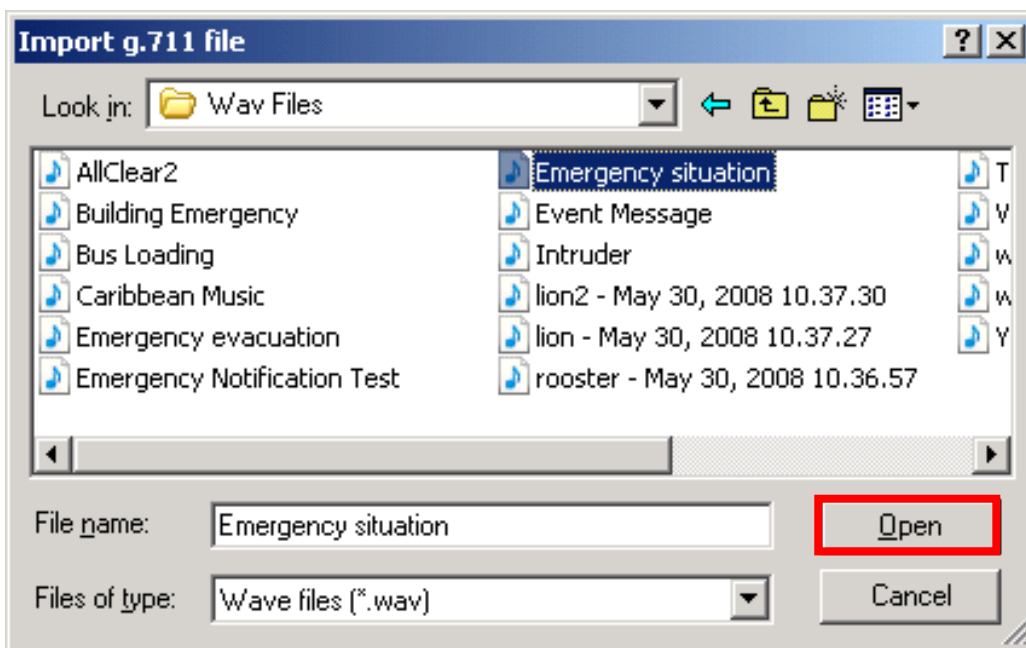 Import g.711 file
Look in: Wav Files
AllClear2
Building Emergency
Bus Loading
Caribbean Music
Emergency evacuation
Emergency Notification Test
Emergency situation
Event Message
Intruder
lion2 - May 30, 2008 10.37.30
lion - May 30, 2008 10.37.27
rooster - May 30, 2008 10.36.57
T
V
w
w
Y
File name: Emergency situation
Open
Files of type: Wave files (*.wav)
Cancel